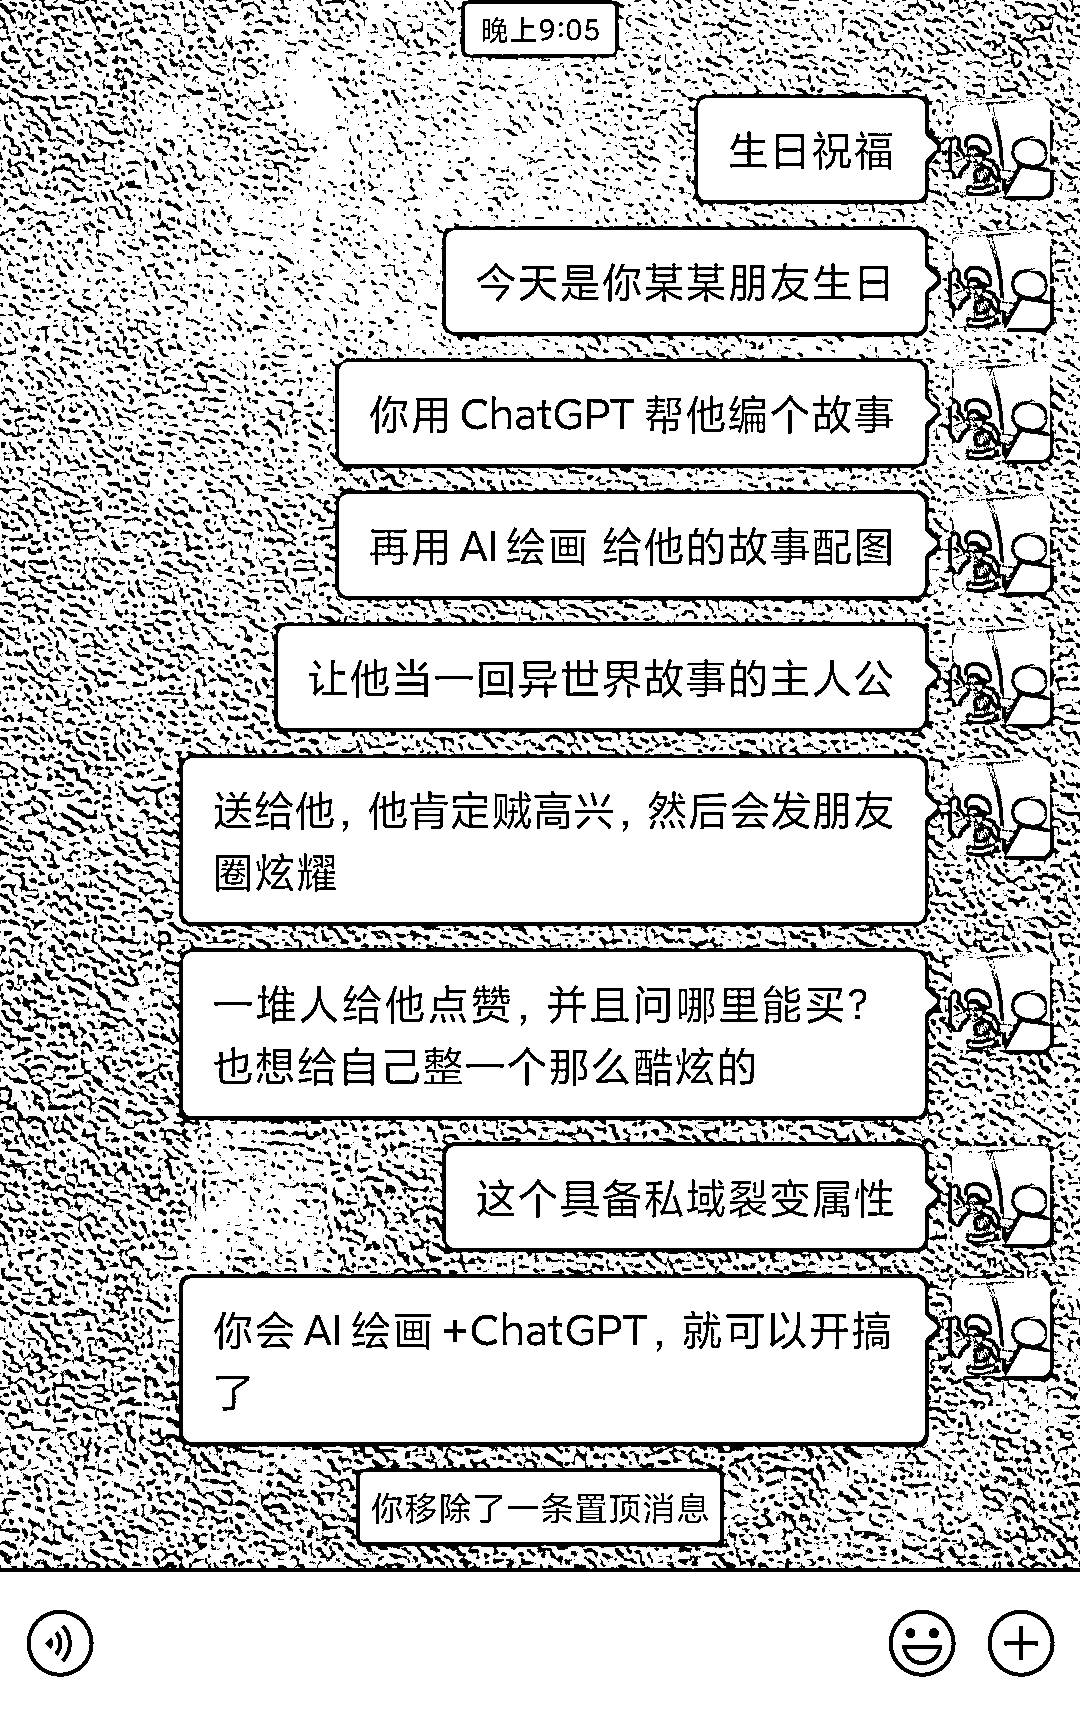 晚上9:05
生日祝福
今天是你某某朋友生日
你用 ChatGPT 帮他编个故事
再用 AI 绘画 给他的故事配图
让他当一回异世界故事的主人公
送给他，他肯定贼高兴，然后会发朋友
圈炫耀
一堆人给他点赞，并且问哪里能买？
也想给自己整一个那么酷炫的
这个具备私域裂变属性
你会 AI 绘画 +ChatGPT，就可以开搞
了
你移除了一条置顶消息